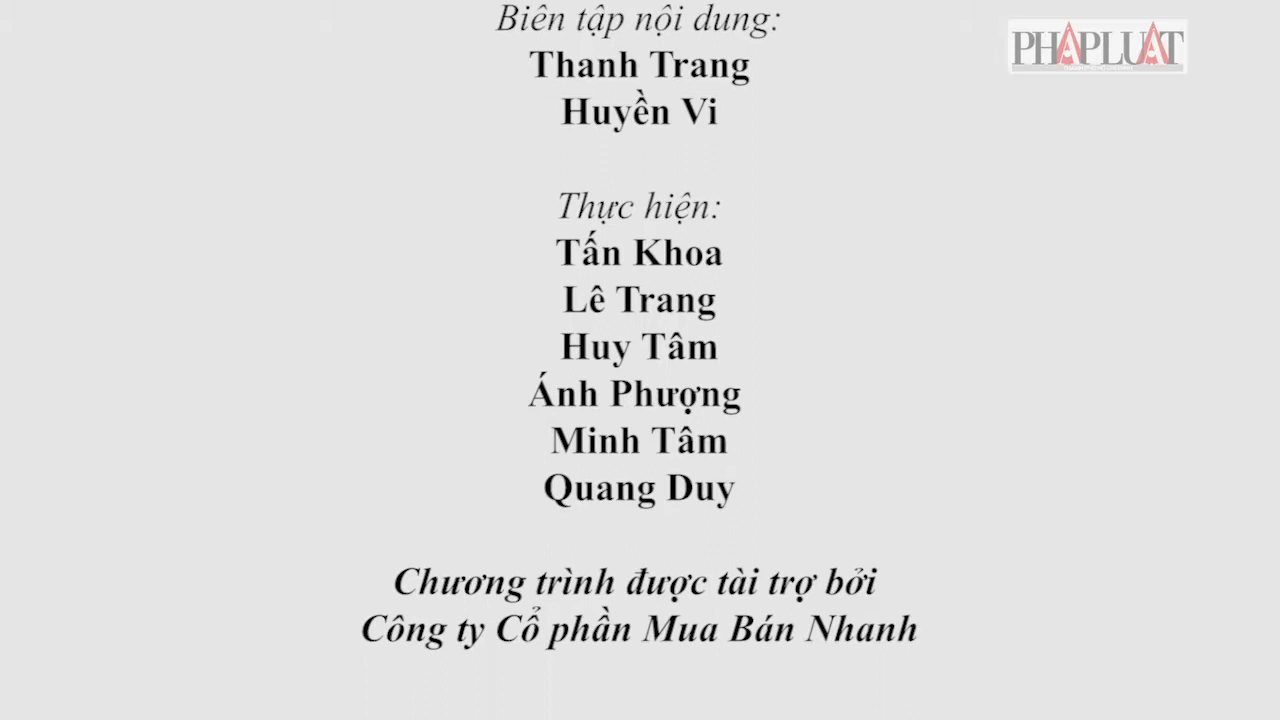 Biên tập nội dung:
PHÁPLUẬT
Thanh Trang
Huyền Vi
Thực hiện:
Tấn Khoa
Lê Trang
Huy Tâm
Ánh Phượng
Minh Tâm
Quang Duy
Chương trình được tài trợ bởi
Công ty Cổ phần Mua Bán Nhanh